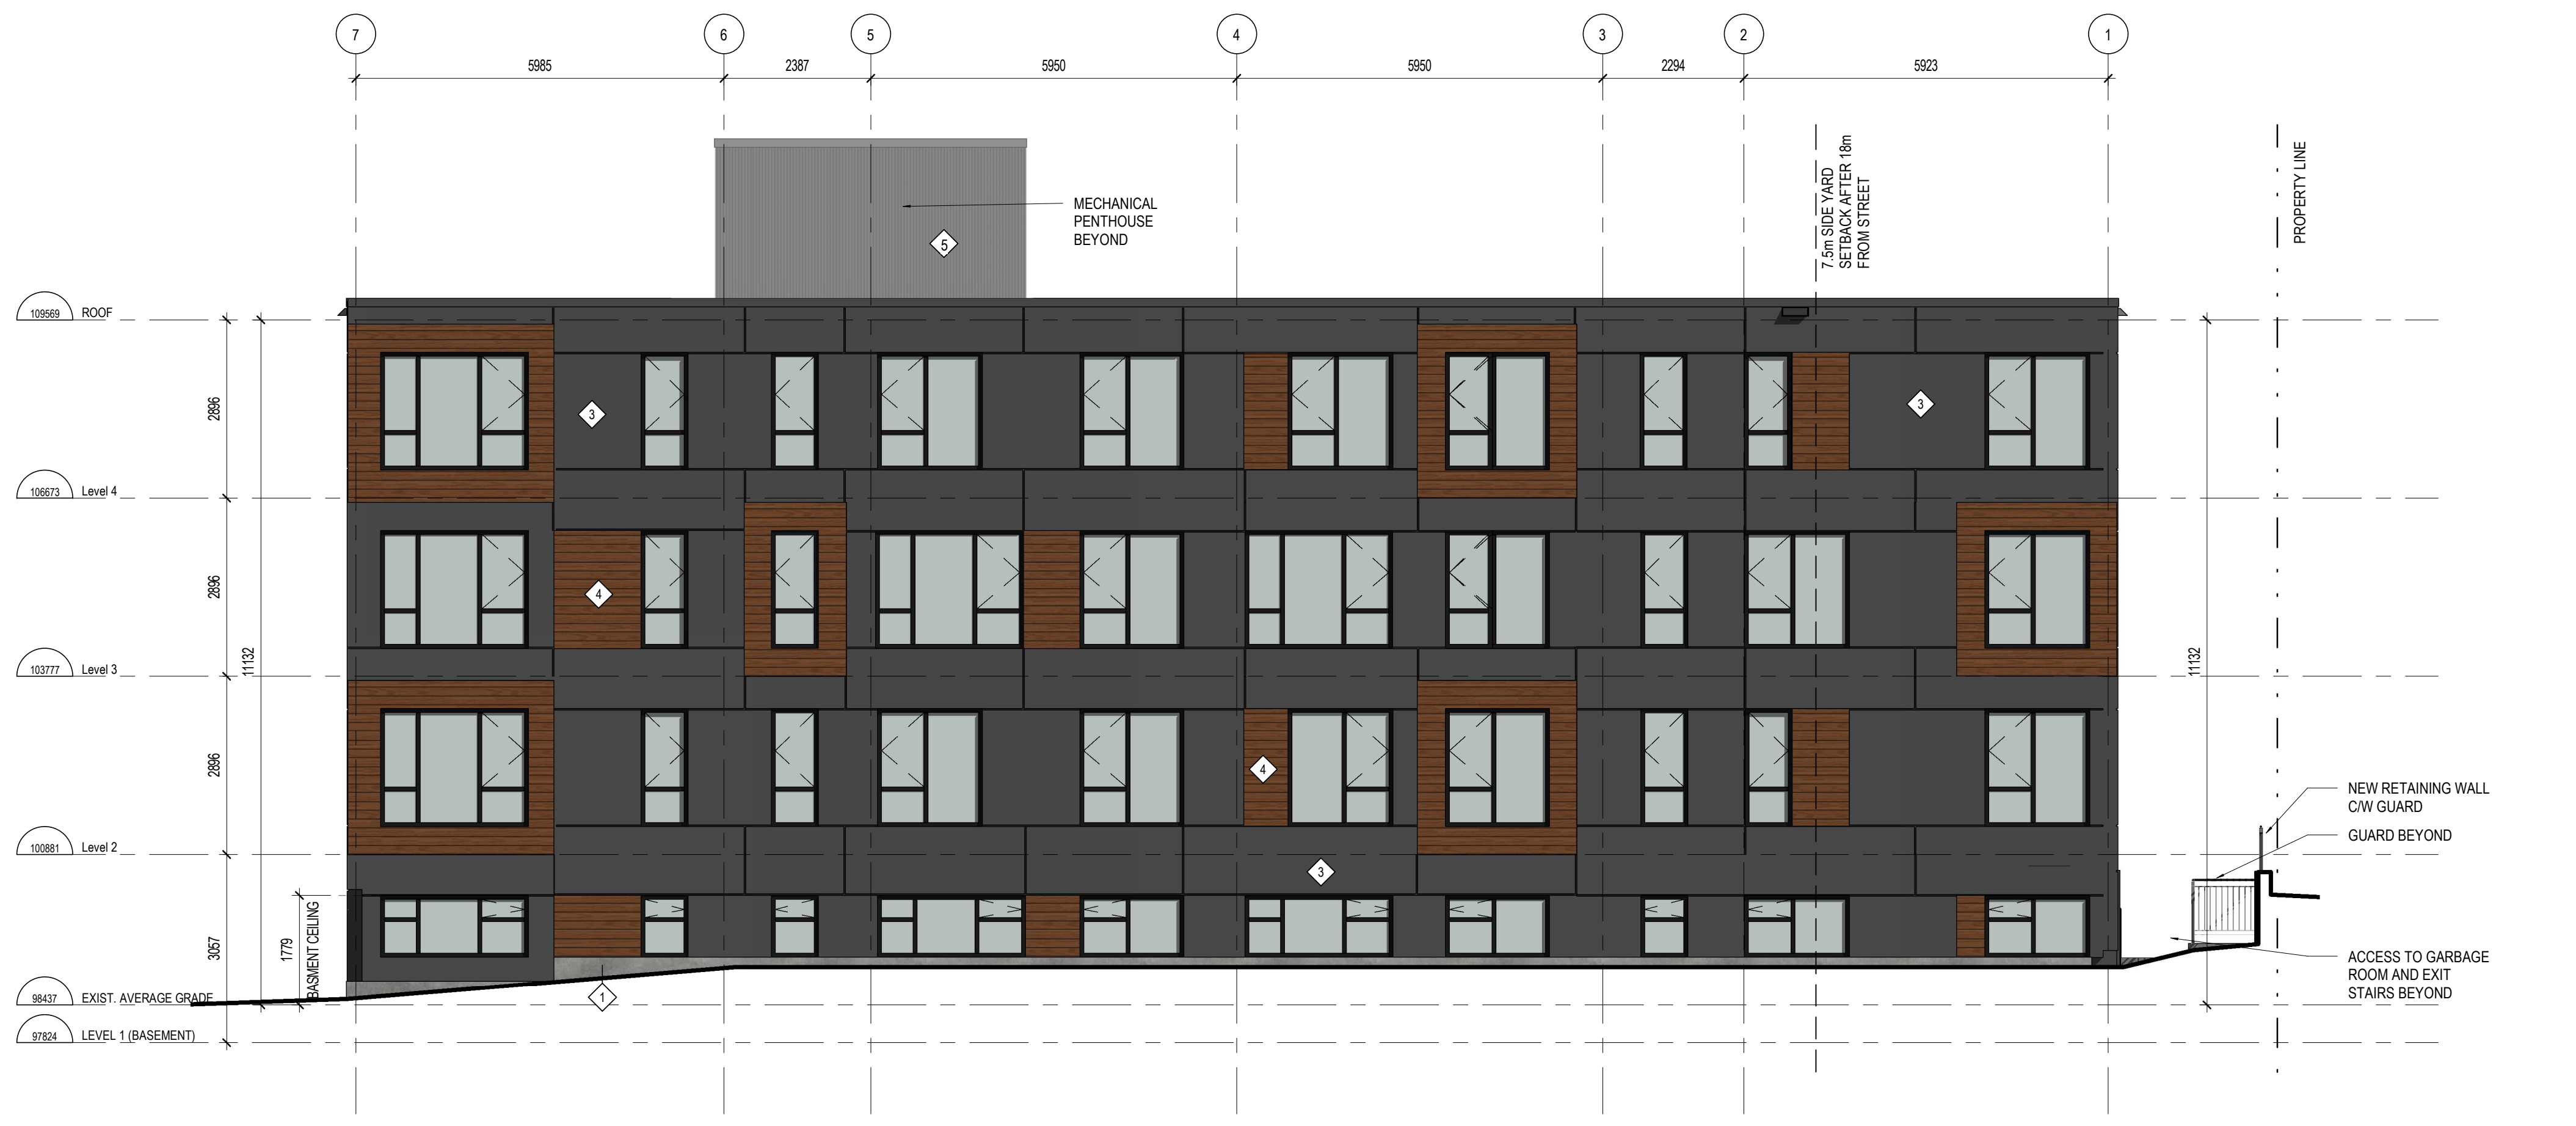 7 6 5 4 3 2 1
5985 2387 5950 5950 2294 5923
MECHANICAL
PENTHOUSE
BEYOND
5
7.5m SIDE YARD
SETBACK AFTER 18m
FROM STREET
PROPERTY LINE
109569 ROOF
2896
3
3
106673 Level 4
2896
4
11132
11132
103777 Level 3
2896
4
NEW RETAINING WALL
C/W GUARD
GUARD BEYOND
100881 Level 2
3
3057
1779
BASMENT CEILING
ACCESS TO GARBAGE
ROOM AND EXIT
STAIRS BEYOND
98437 EXIST. AVERAGE GRADE
1
97824 LEVEL 1 (BASEMENT)